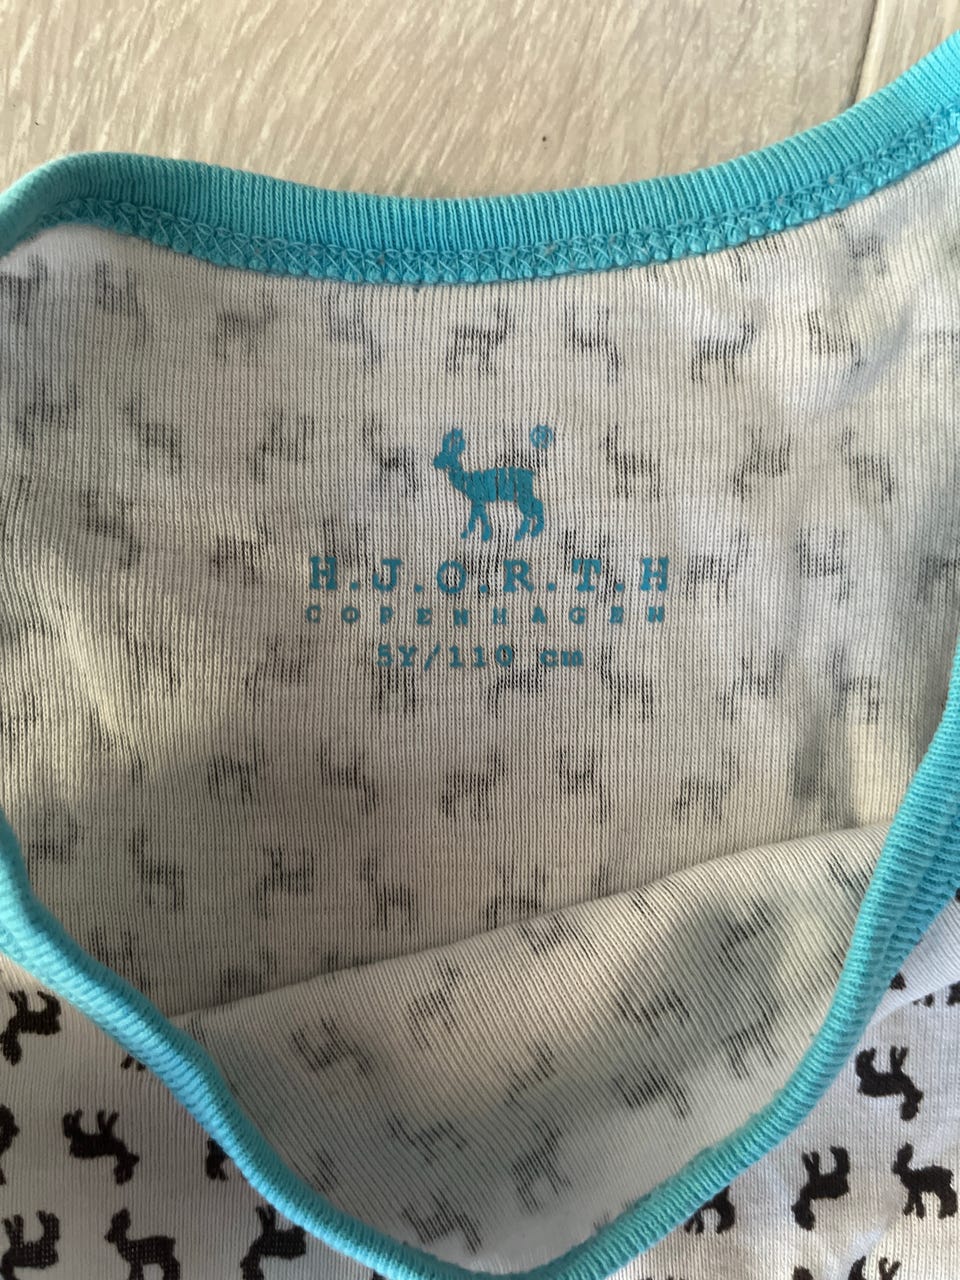 ®
H.J.O.R.T.H
COPENHAGEN
5Y/110 cm